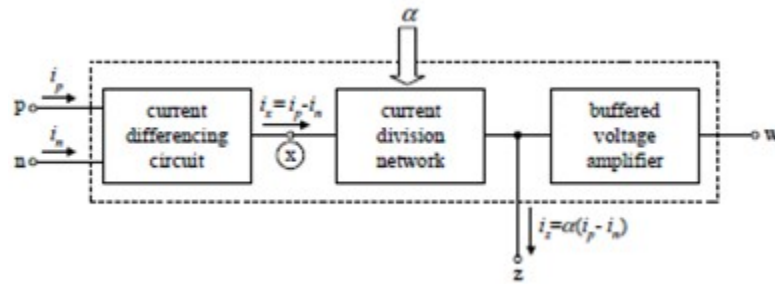 α
i_p
p
current
differencing
circuit
i_x = i_p - i_n
x
current
division
network
buffered
voltage
amplifier
w
i_n
n
i_z=α(i_p - i_n)
z